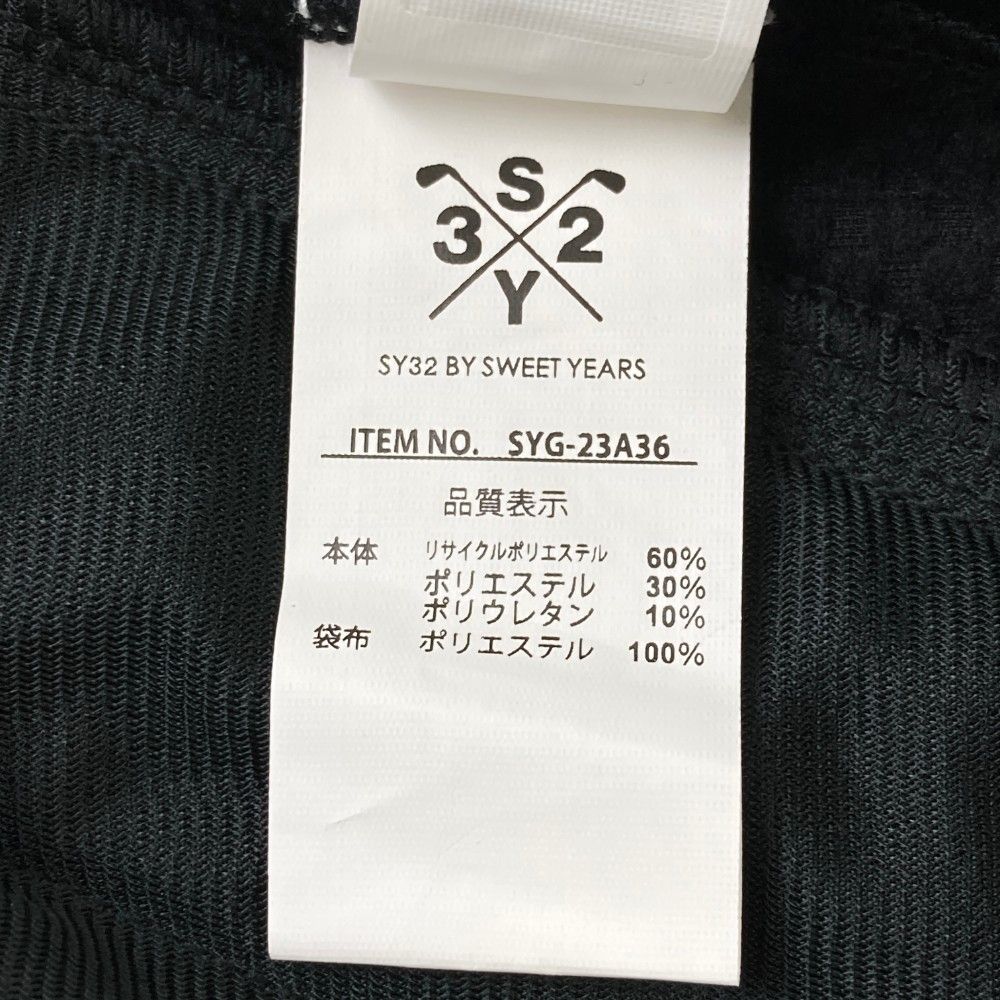 S
3 2
Y
SY32 BY SWEET YEARS
ITEM NO. SYG-23A36
品質表示
本体 リサイクルポリエステル 60%
ポリエステル 30%
ポリウレタン 10%
袋布 ポリエステル 100%